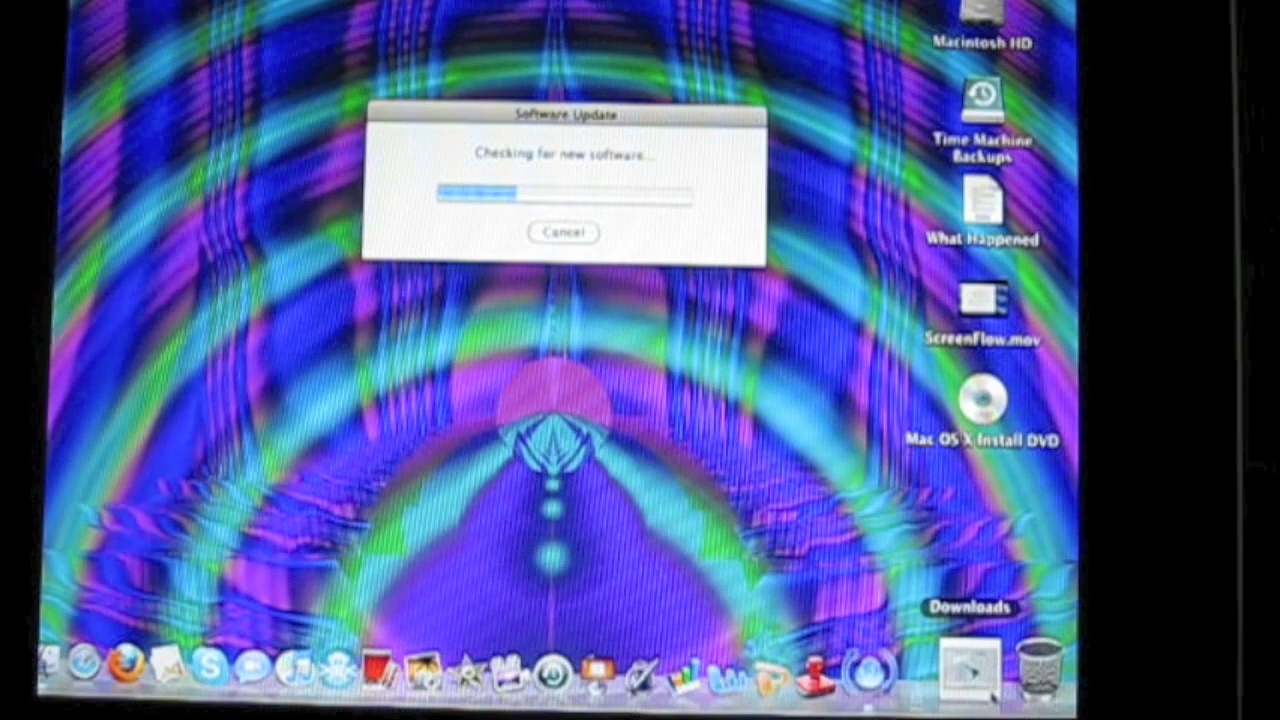 Macintosh HD
Software Update
Checking for new software...
Cancel
Time Machine
Backups
What Happened
ScreenFlow.mov
Mac OS X Install DVD
Downloads